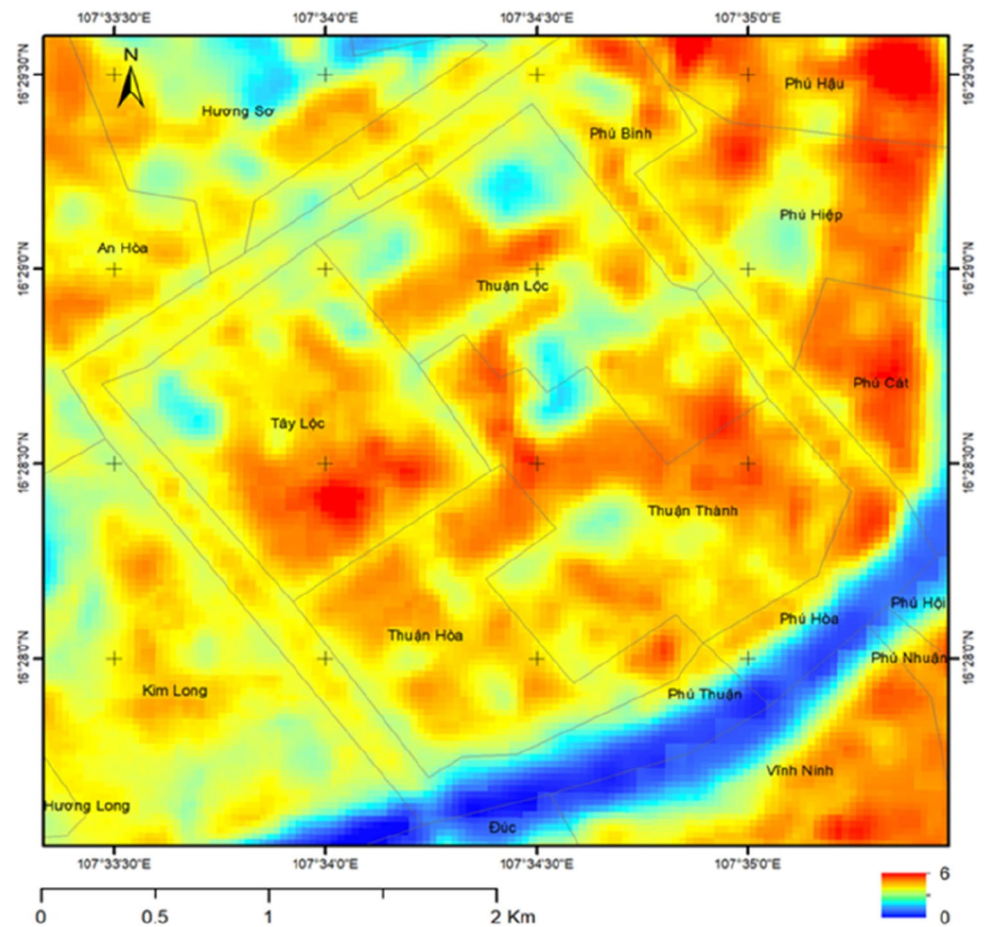 107°33'30"E 107°34'0"E 107°34'30"E 107°35'0"E
16°29'30"N
16°29'30"N
N
Phú Hậu
Hương Sơ
Phú Bình
Phú Hiệp
An Hòa
16°29'0"N
16°29'0"N
Thuận Lộc
Phú Cát
Tây Lộc
16°28'30"N
16°28'30"N
Thuận Thành
Phú Hội
Phú Hòa
Thuận Hòa
16°28'0"N
16°28'0"N
Phú Nhuận
Kim Long
Phú Thuận
Vĩnh Ninh
Hương Long
Đúc
107°33'30"E 107°34'0"E 107°34'30"E 107°35'0"E
6
0
0 0.5 1 2 Km